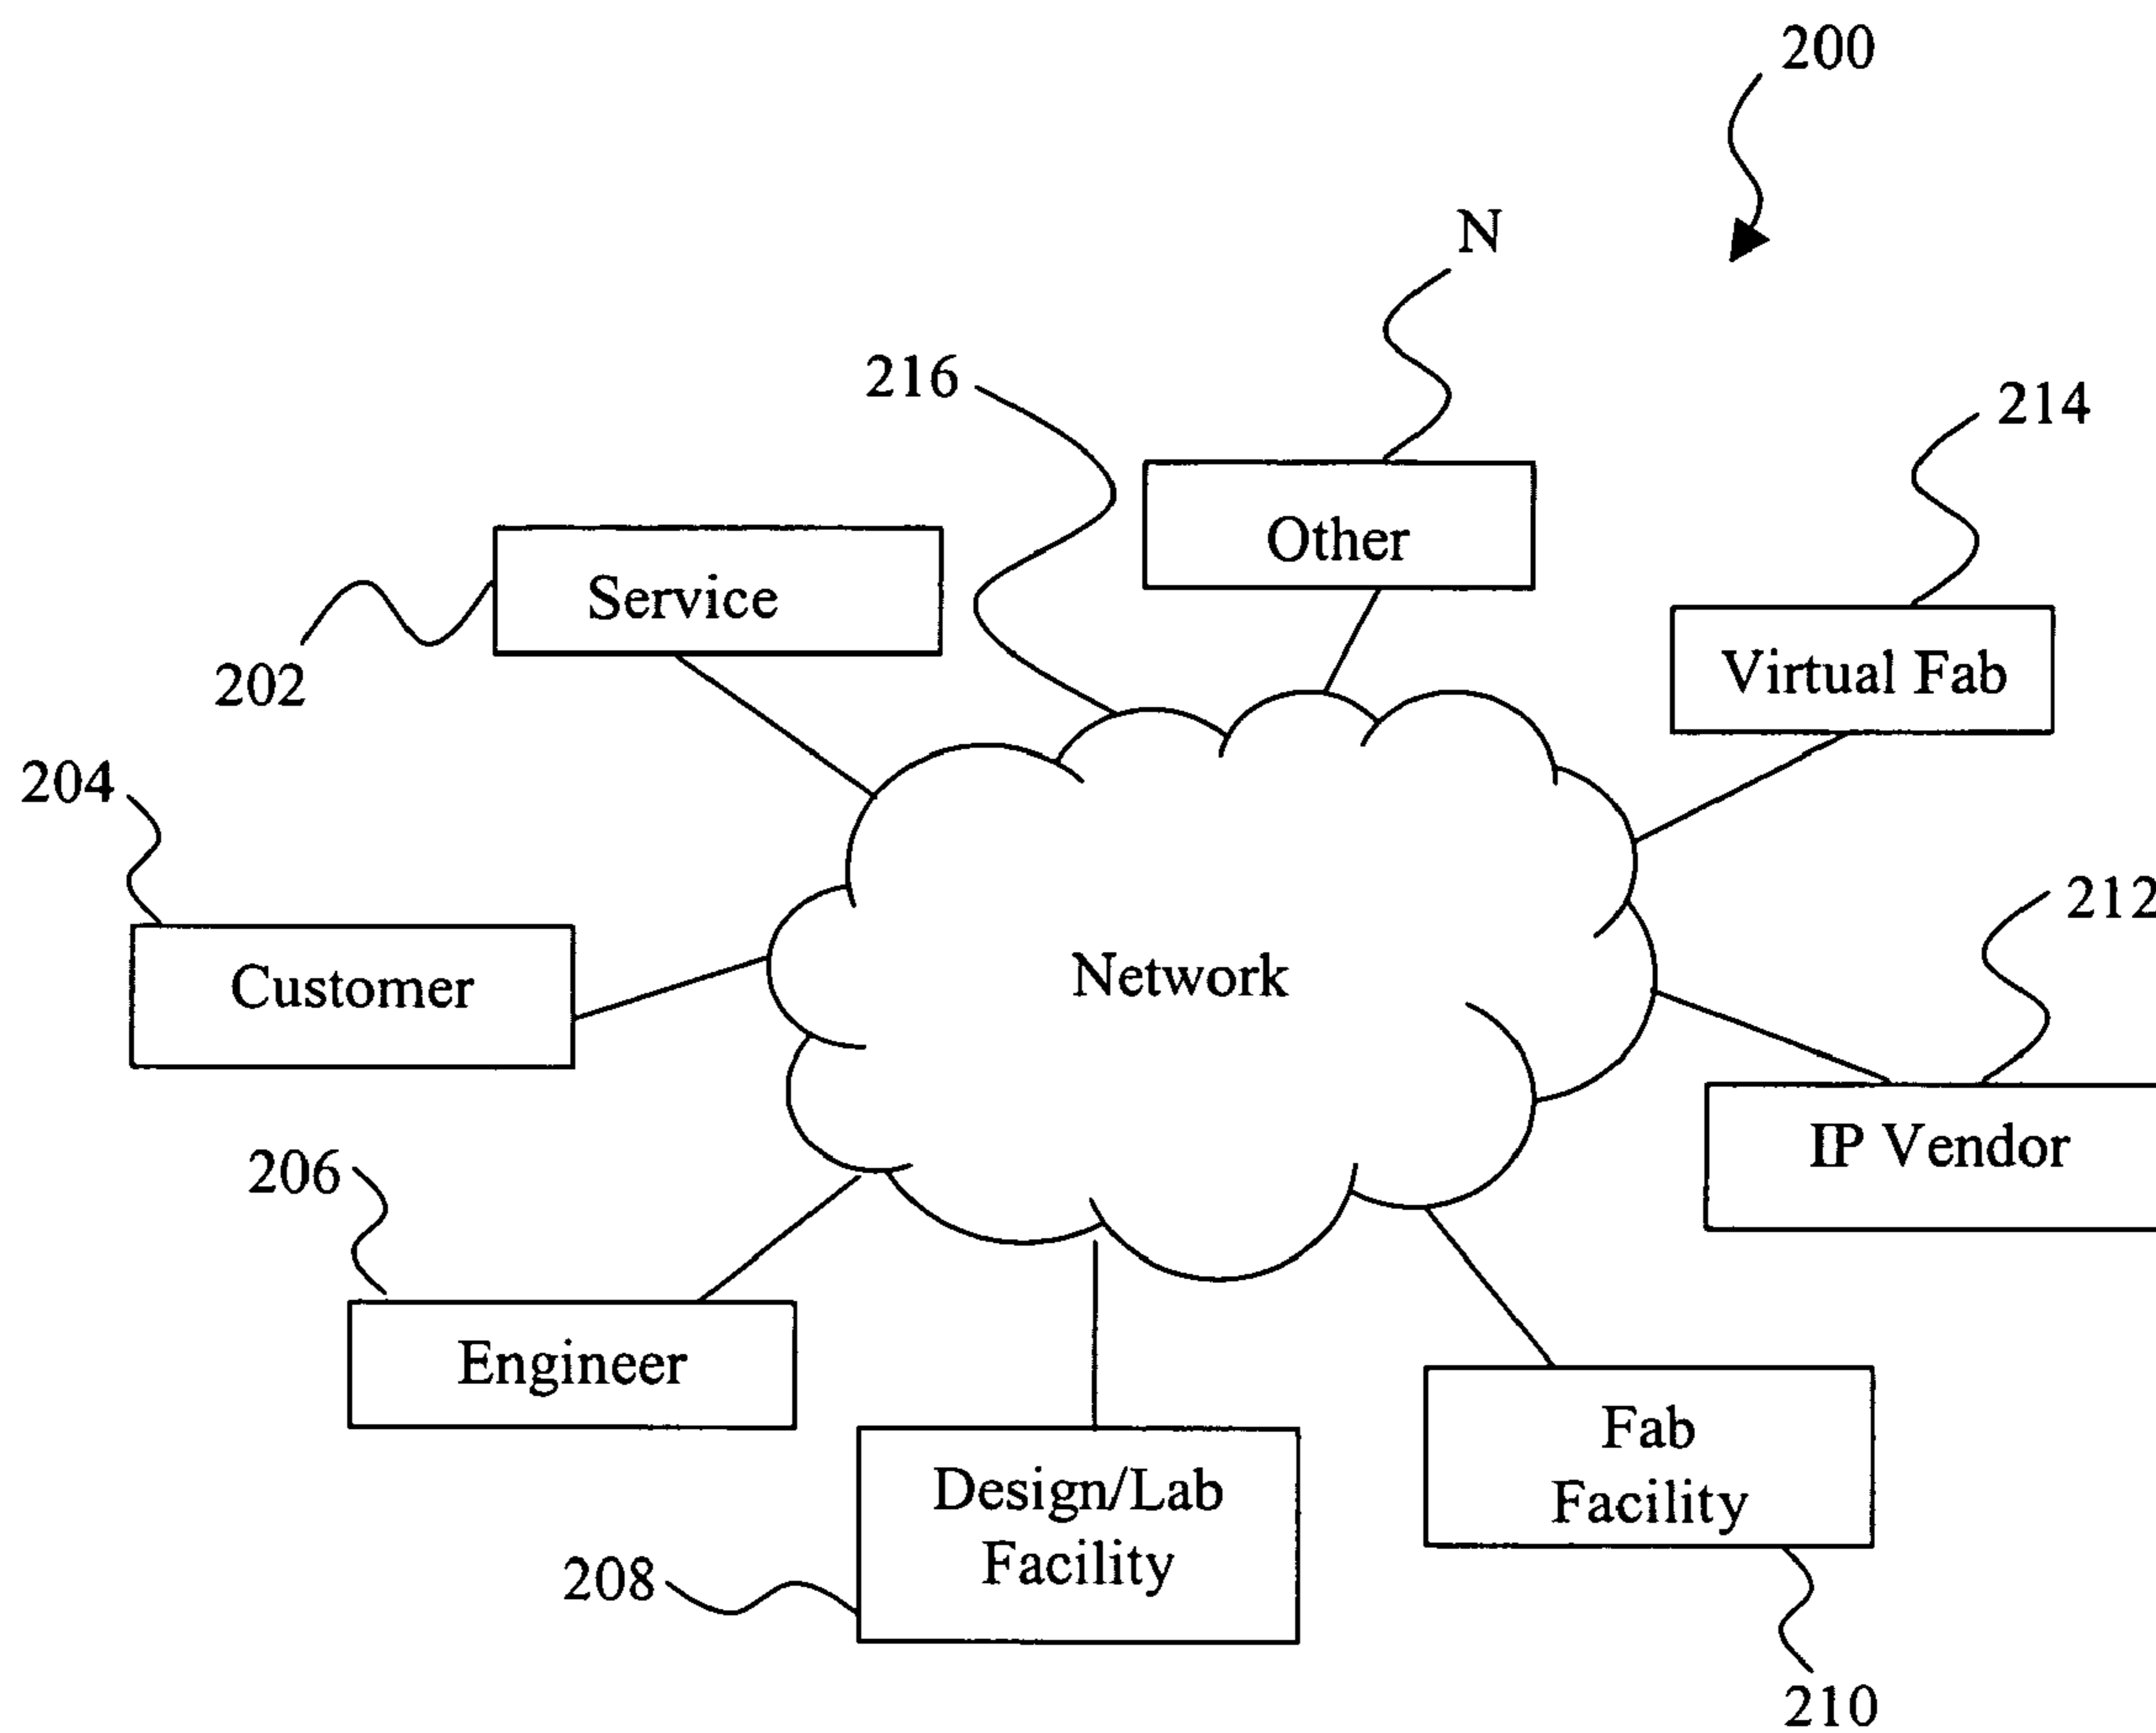 200
N
216
214
Other
Service
Virtual Fab
202
204
212
Network
Customer
IP Vendor
206
Engineer
Fab
Facility
Design/Lab
Facility
208
210